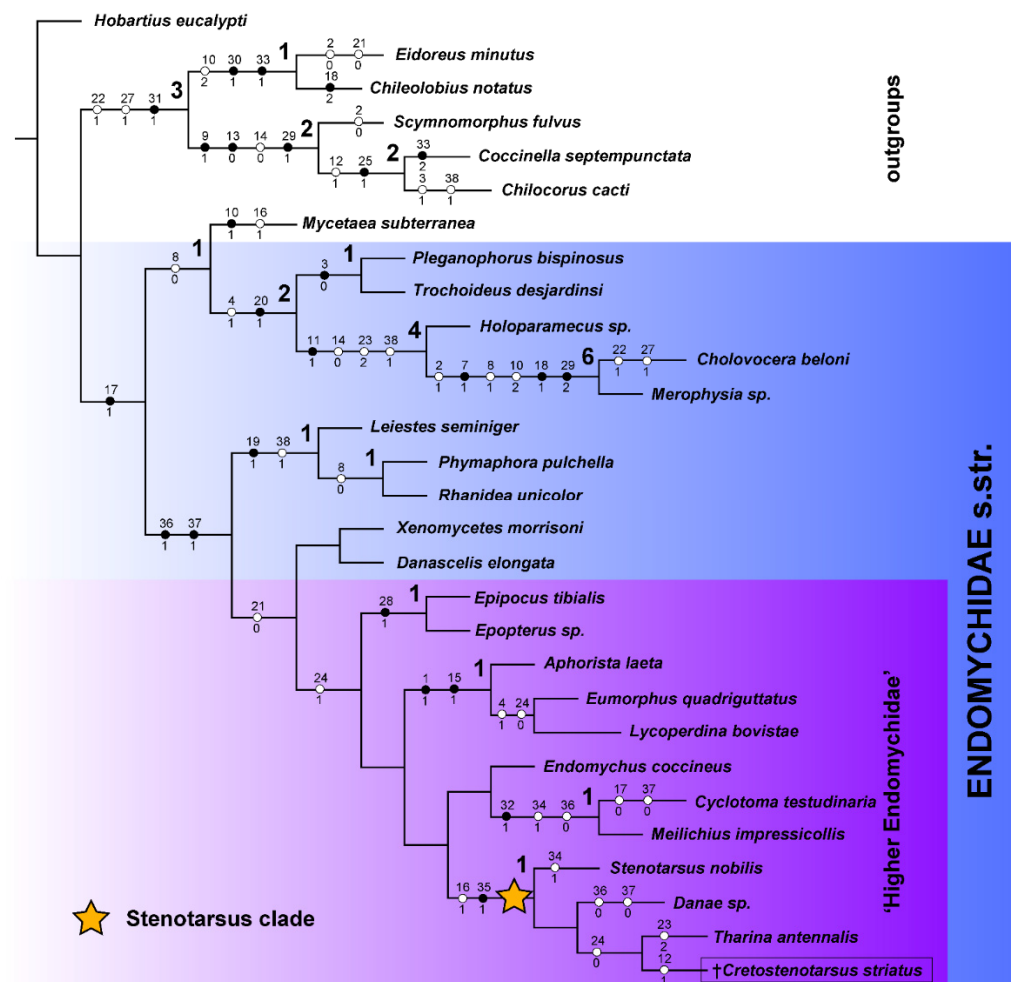 Hobartius eucalypti
2 21
10 30 33 1 Eidoreus minutus
0 0
2 1 1 18
22 27 31 3 Chileolobius notatus
2
1 1 1 2
9 13 14 29 2 Scymnomorphus fulvus
0
1 0 0 1 33
12 25 2 Coccinella septempunctata
2
1 1 3 38
Chilocorus cacti
1 1
outgroups
10 16
1 Mycetaea subterranea
1 1
8
0
3 1 Pleganophorus bispinosus
0
4 20 2 Trochoideus desjardinsi
1 1
11 14 23 38 4 Holoparamecus sp.
1 0 2 1
22 27
2 7 8 10 18 29 6 Cholovocera beloni
1 1
1 1 1 2 1 2
Merophysia sp.
17
1
19 38 1 Leiestes seminiger
1 1
8 1 Phymaphora pulchella
0
Rhanidea unicolor
36 37
1 1
Xenomycetes morrisoni
Danascelis elongata
21
0
28 1 Epipocus tibialis
1
Epopterus sp.
24
1
1 15 1 Aphorista laeta
1 1
4 24 Eumorphus quadriguttatus
1 0
Lycoperdina bovistae
Endomychus coccineus
17 37
32 34 36 1 Cyclotoma testudinaria
0 0
1 1 0
Meilichius impressicollis
34
16 35 1 Stenotarsus nobilis
1
1 1
36 37
Danae sp.
0 0
24 23
Tharina antennalis
0 2
12
†Cretostenotarsus striatus
1
Stenotarsus clade
'Higher Endomychidae'
ENDOMYCHIDAE s.str.